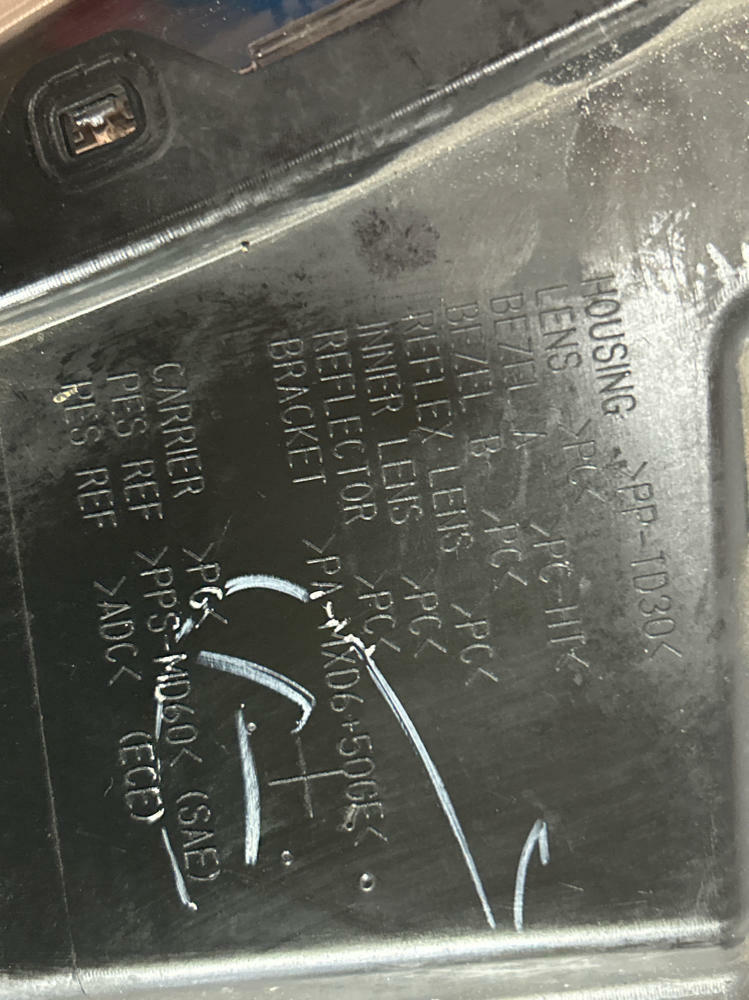 HOUSING >PP-TD30<
LENS >PC<
BEZEL A >PC-HT<
BEZEL B >PC<
REFLEX LENS >PC<
INNER LENS >PC<
REFLECTOR >PC<
BRACKET >PA-MXD6+50GF<
CARRIER >PC<
PES REF >PPS-MD60< (SAE)
PES REF >ADC< (ECE)